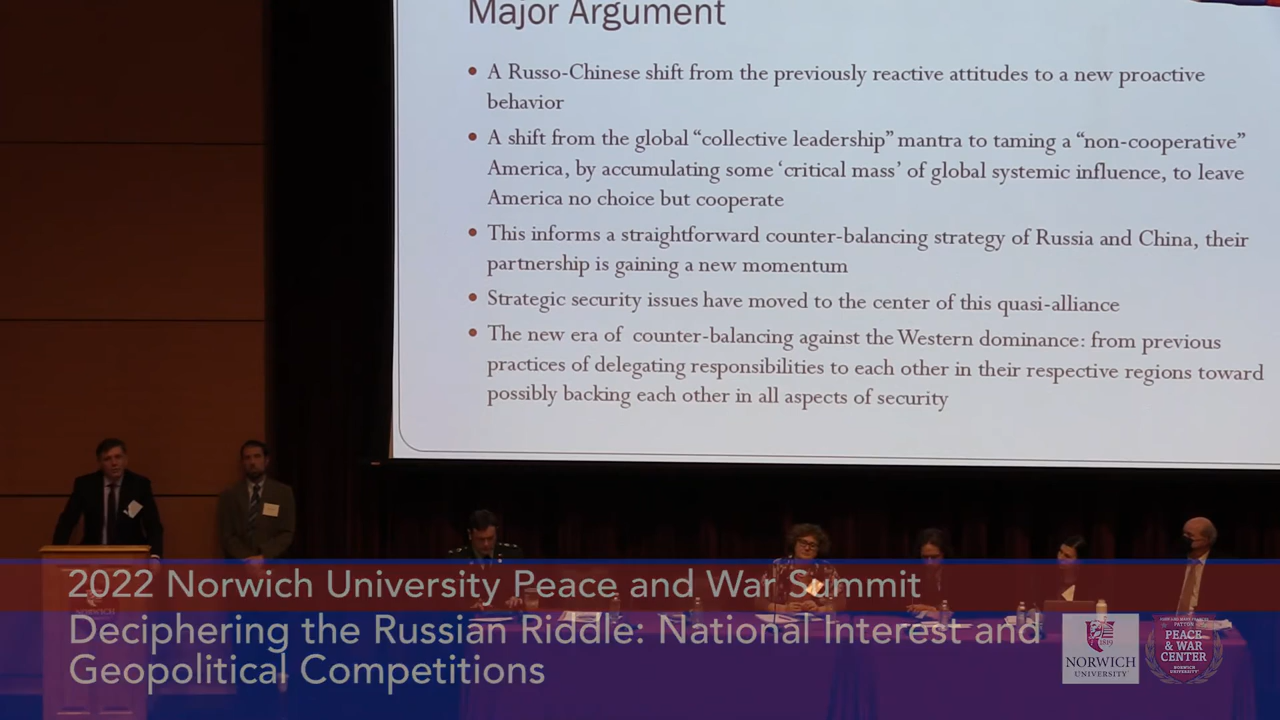 Major Argument
• A Russo-Chinese shift from the previously reactive attitudes to a new proactive
behavior
• A shift from the global “collective leadership” mantra to taming a “non-cooperative”
America, by accumulating some ‘critical mass’ of global systemic influence, to leave
America no choice but cooperate
• This informs a straightforward counter-balancing strategy of Russia and China, their
partnership is gaining a new momentum
• Strategic security issues have moved to the center of this quasi-alliance
• The new era of counter-balancing against the Western dominance: from previous
practices of delegating responsibilities to each other in their respective regions toward
possibly backing each other in all aspects of security
2022 Norwich University Peace and War Summit
Deciphering the Russian Riddle: National Interest and
Geopolitical Competitions
1819
NORWICH
UNIVERSITY
PEACE
& WAR
CENTER
NORWICH
UNIVERSITY